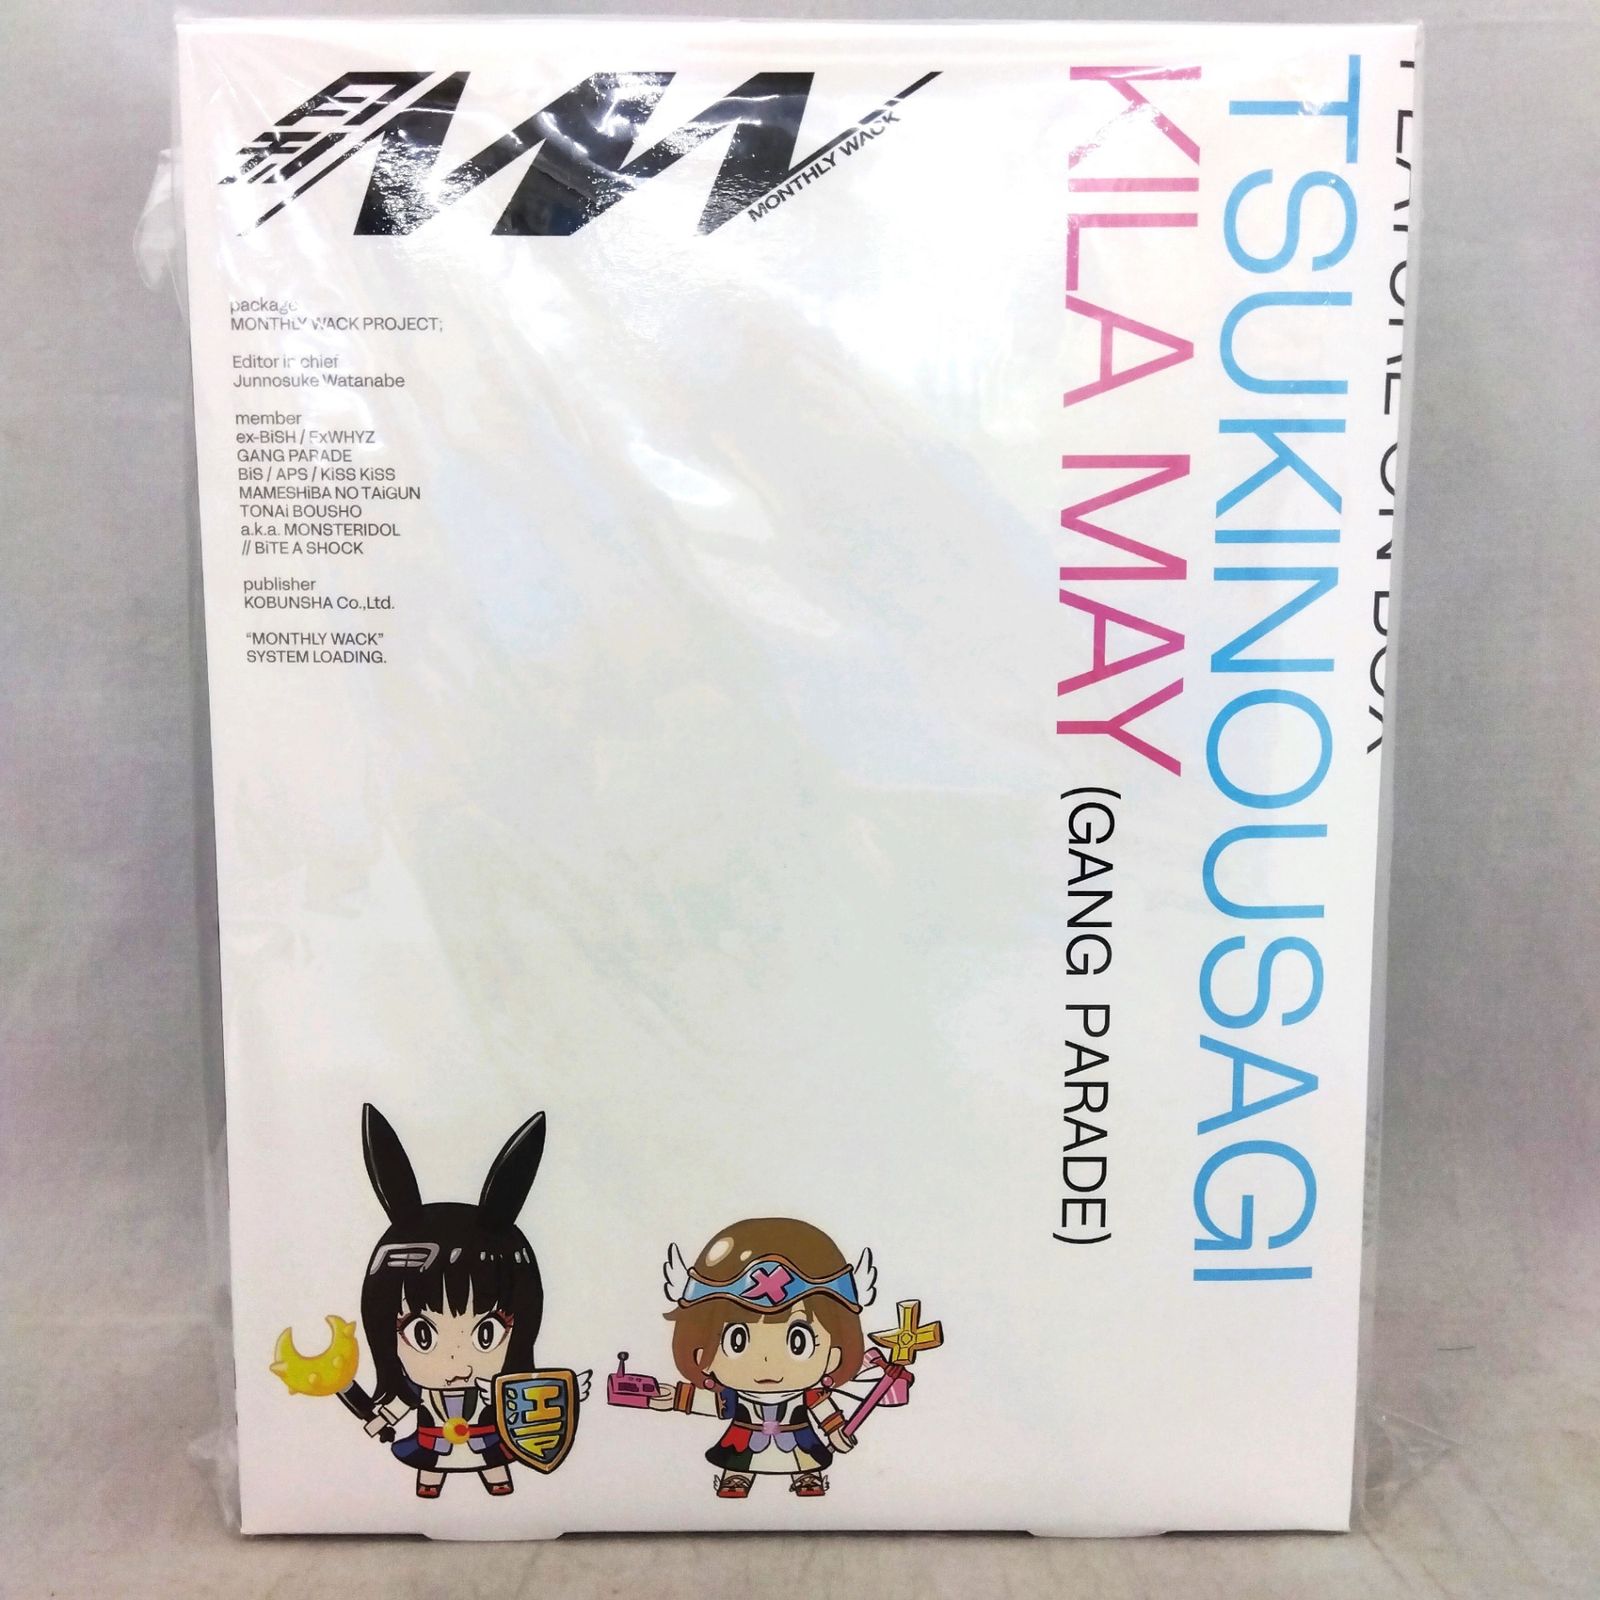 月刊
MW
MONTHLY WACK
package
MONTHLY WACK PROJECT;
Editor in chief
Junnosuke Watanabe
member
ex-BiSH / ExWHYZ
GANG PARADE
BiS / APS / KiSS KiSS
MAMESHiBA NO TAiGUN
TONAi BOUSHO
a.k.a. MONSTERIDOL
// BiTE A SHOCK
publisher
KOBUNSHA Co.,Ltd.
“MONTHLY WACK”
SYSTEM LOADING.
TSUKINOUSAGI
KILA MAY (GANG PARADE)